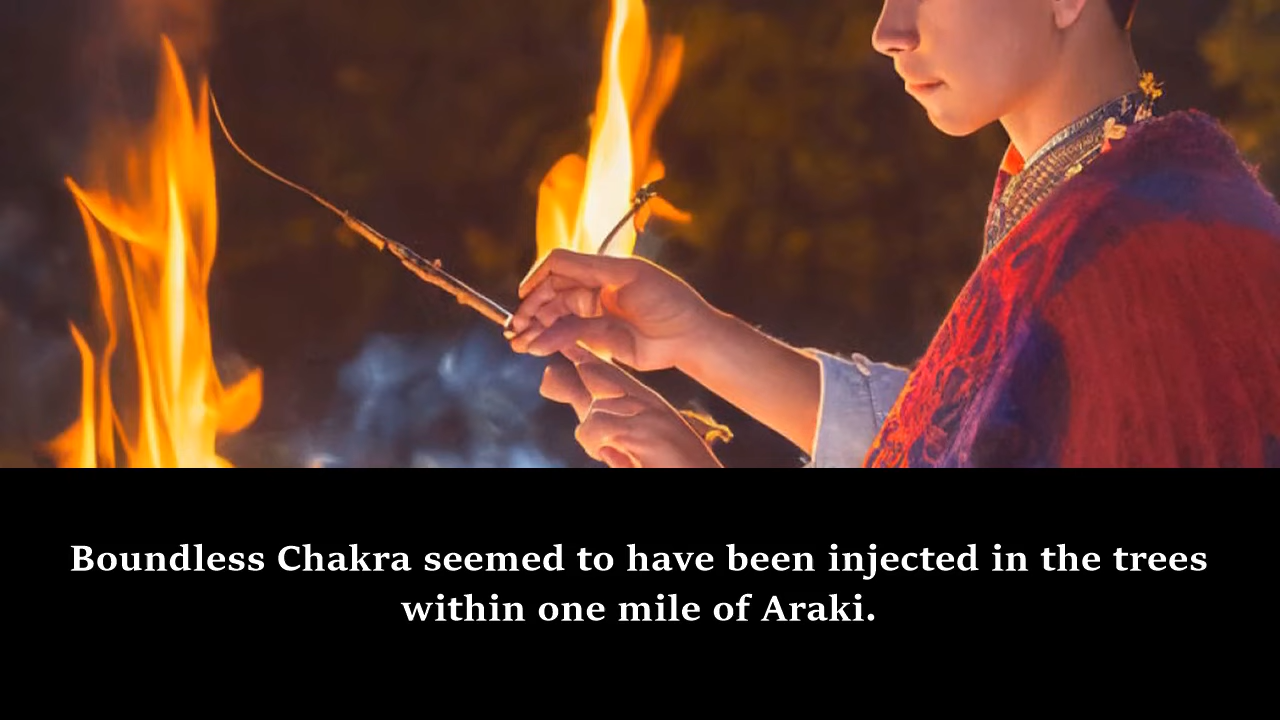 Boundless Chakra seemed to have been injected in the trees
within one mile of Araki.